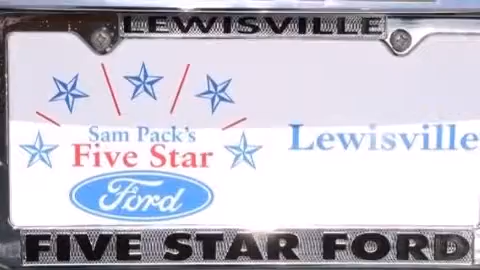 LEWISVILLE
Sam Pack's
Five Star
Ford
Lewisville
FIVE STAR FORD